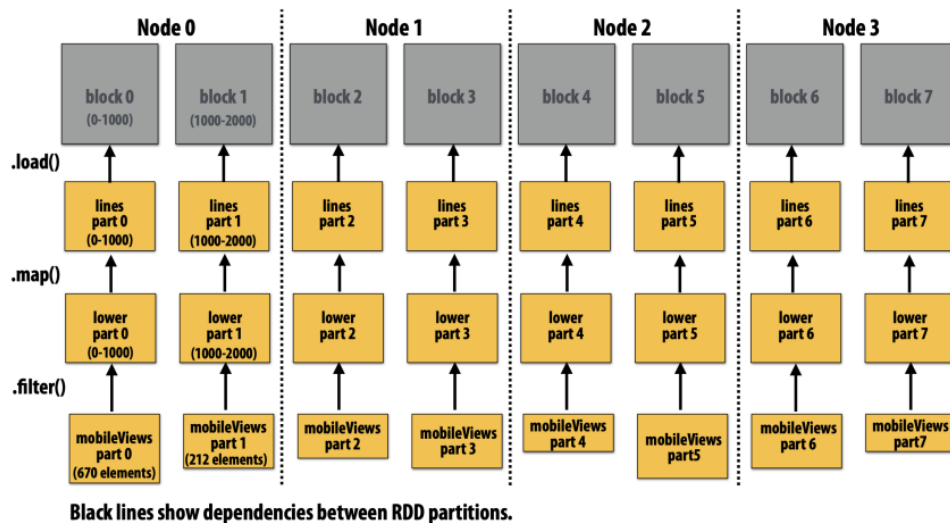 Node 0
Node 1
Node 2
Node 3
block 0
(0-1000)
block 1
(1000-2000)
block 2
block 3
block 4
block 5
block 6
block 7
.load()
lines
part 0
(0-1000)
lines
part 1
(1000-2000)
lines
part 2
lines
part 3
lines
part 4
lines
part 5
lines
part 6
lines
part 7
.map()
lower
part 0
(0-1000)
lower
part 1
(1000-2000)
lower
part 2
lower
part 3
lower
part 4
lower
part 5
lower
part 6
lower
part 7
.filter()
mobileViews
part 0
(670 elements)
mobileViews
part 1
(212 elements)
mobileViews
part 2
mobileViews
part 3
mobileViews
part 4
mobileViews
part5
mobileViews
part 6
mobileViews
part7
Black lines show dependencies between RDD partitions.